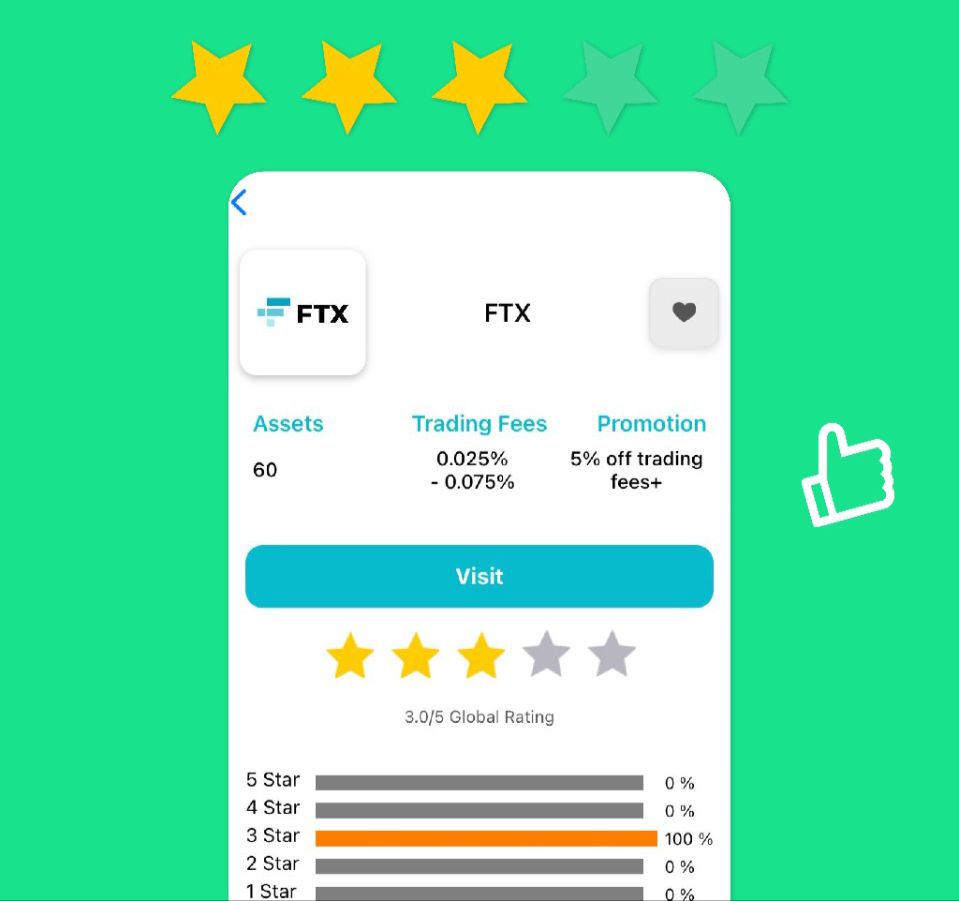 FTX
FTX
Assets
Trading Fees
Promotion
60
0.025%
- 0.075%
5% off trading
fees+
Visit
3.0/5 Global Rating
5 Star 0 %
4 Star 0 %
3 Star 100 %
2 Star 0 %
1 Star 0 %